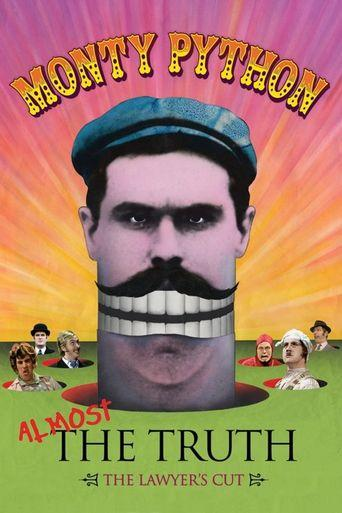 MONTY PYTHON
ALMOST
THE TRUTH
THE LAWYER'S CUT